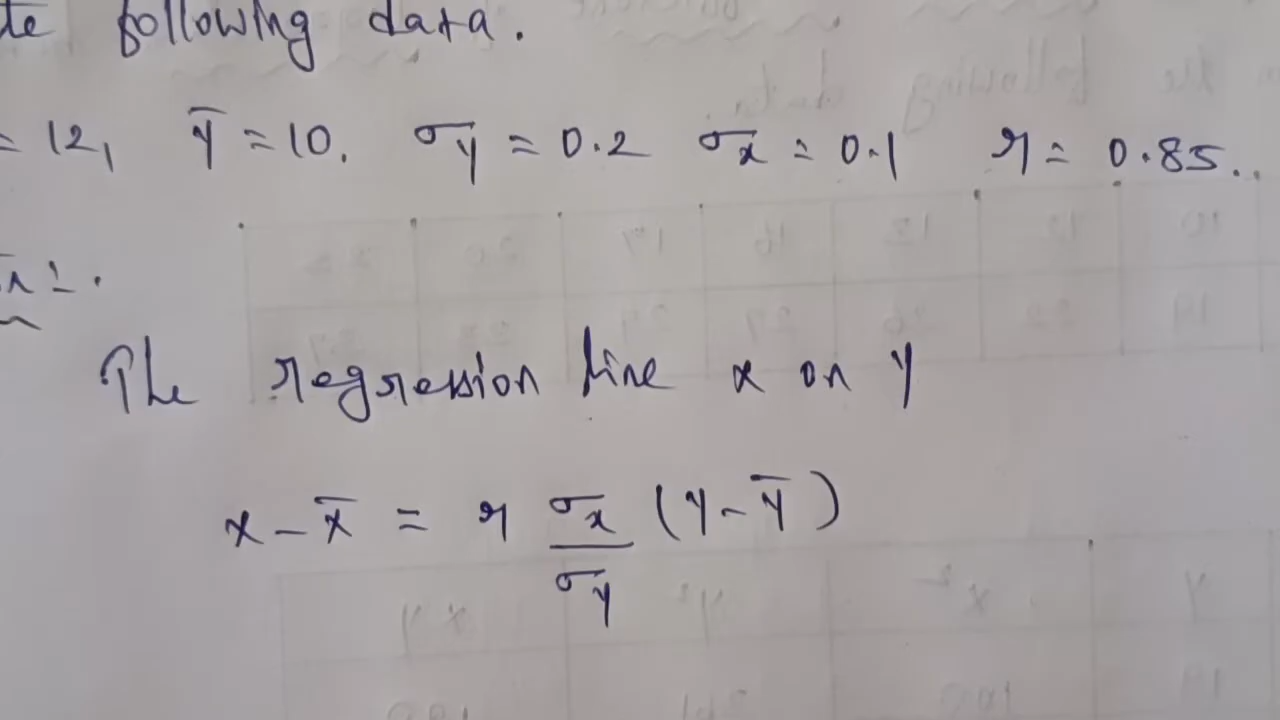 following data.
= 12, ȳ = 10. σy = 0.2 σx = 0.1 r = 0.85..
The regression line x on y
x - x̄ = r σx/σy (y - ȳ)